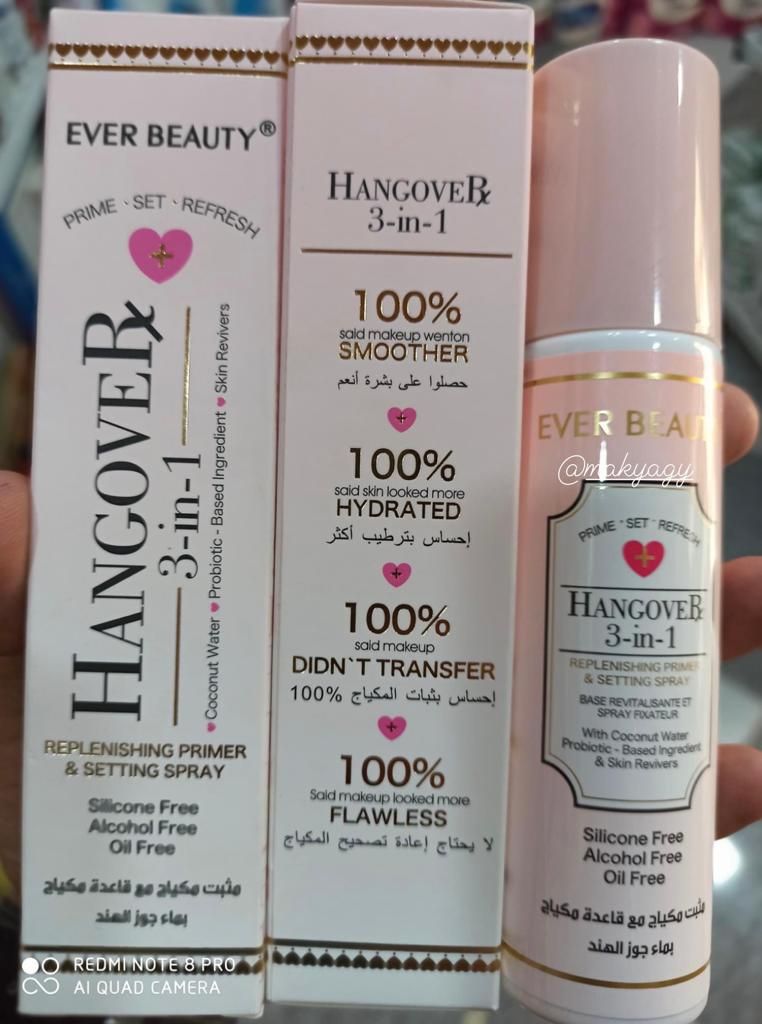 EVER BEAUTY®
PRIME · SET · REFRESH
HANGOVERx
3-in-1
Coconut Water ♥ Probiotic - Based Ingredient ♥ Skin Revivers
REPLENISHING PRIMER
& SETTING SPRAY
Silicone Free
Alcohol Free
Oil Free
مثبت مكياج مع قاعدة مكياج
بماء جوز الهند
HANGOVERx
3-in-1
100%
said makeup wenton
SMOOTHER
حصلوا على بشرة أنعم
100%
said skin looked more
HYDRATED
إحساس بترطيب أكثر
100%
said makeup
DIDN`T TRANSFER
إحساس بثبات المكياج 100%
100%
Said makeup looked more
FLAWLESS
لا يحتاج إعادة تصحيح المكياج
EVER BEAU
@makyagy
PRIME · SET · REFRESH
HANGOVERx
3-in-1
REPLENISHING PRIMER
& SETTING SPRAY
BASE REVITALISANTE ET
SPRAY FIXATEUR
With Coconut Water
Probiotic - Based Ingredient
& Skin Revivers
Silicone Free
Alcohol Free
Oil Free
مثبت مكياج مع قاعدة مكياج
بماء جوز الهند
REDMI NOTE 8 PRO
AI QUAD CAMERA